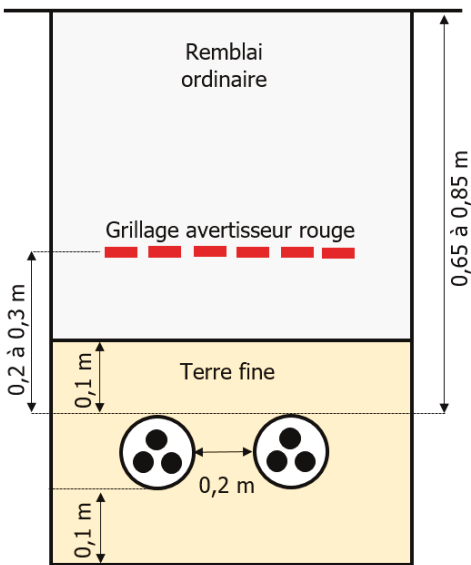 Remblai
ordinaire
0,65 à 0,85 m
Grillage avertisseur rouge
0,2 à 0,3 m
0,1 m
Terre fine
0,2 m
0,1 m